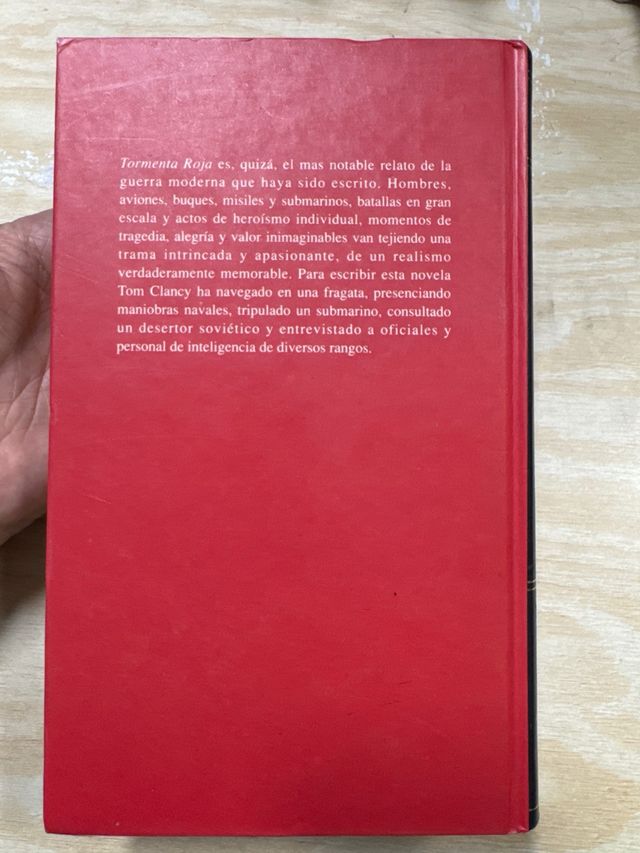 Tormenta Roja es, quizá, el mas notable relato de la
guerra moderna que haya sido escrito. Hombres,
aviones, buques, misiles y submarinos, batallas en gran
escala y actos de heroísmo individual, momentos de
tragedia, alegría y valor inimaginables van tejiendo una
trama intrincada y apasionante, de un realismo
verdaderamente memorable. Para escribir esta novela
Tom Clancy ha navegado en una fragata, presenciando
maniobras navales, tripulado un submarino, consultado
un desertor soviético y entrevistado a oficiales y
personal de inteligencia de diversos rangos.